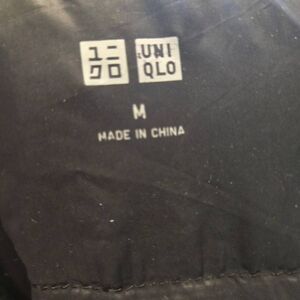 ユニ UNI
クロ QLO
M
MADE IN CHINA